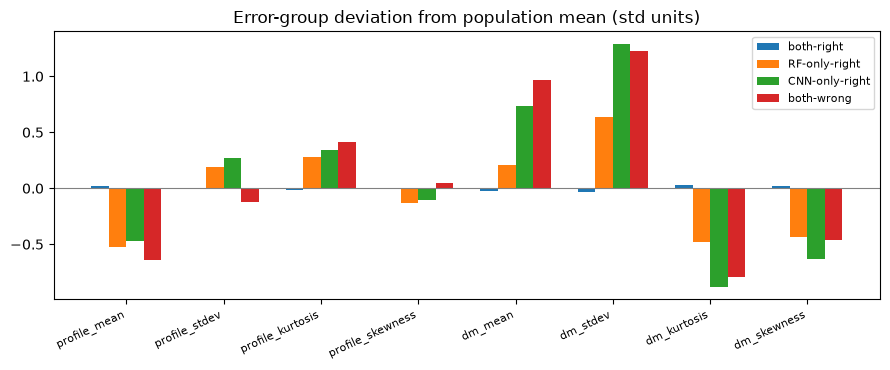 Error-group deviation from population mean (std units)
both-right
RF-only-right
CNN-only-right
both-wrong
1.0
0.5
0.0
−0.5
profile_mean
profile_stdev
profile_kurtosis
profile_skewness
dm_mean
dm_stdev
dm_kurtosis
dm_skewness